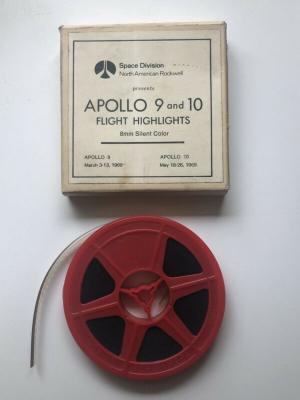 Space Division
North American Rockwell
presents
APOLLO 9 and 10
FLIGHT HIGHLIGHTS
8mm Silent Color
APOLLO 9 APOLLO 10
March 3-13, 1969 May 18-26, 1969